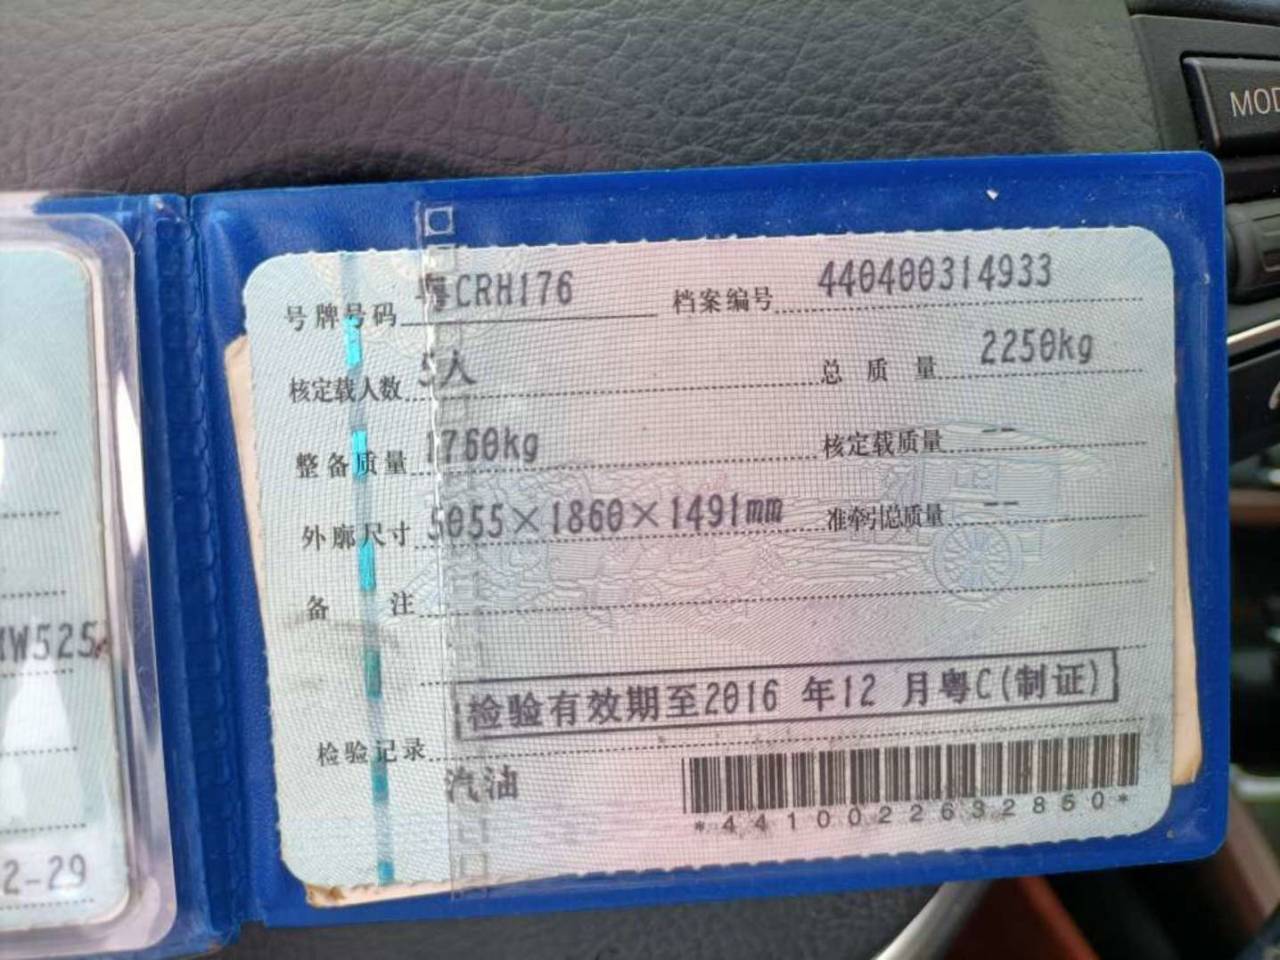 MOD
号牌号码 粤CRH176 档案编号 440400314933
核定载人数 5人 总质量 2250kg
整备质量 1760kg 核定载质量 --
外廓尺寸 5055×1860×1491mm 准牵引总质量 --
备注
检验有效期至2016 年12 月粤C(制证)
检验记录
汽油
*4410022632850*
MW525
2-29